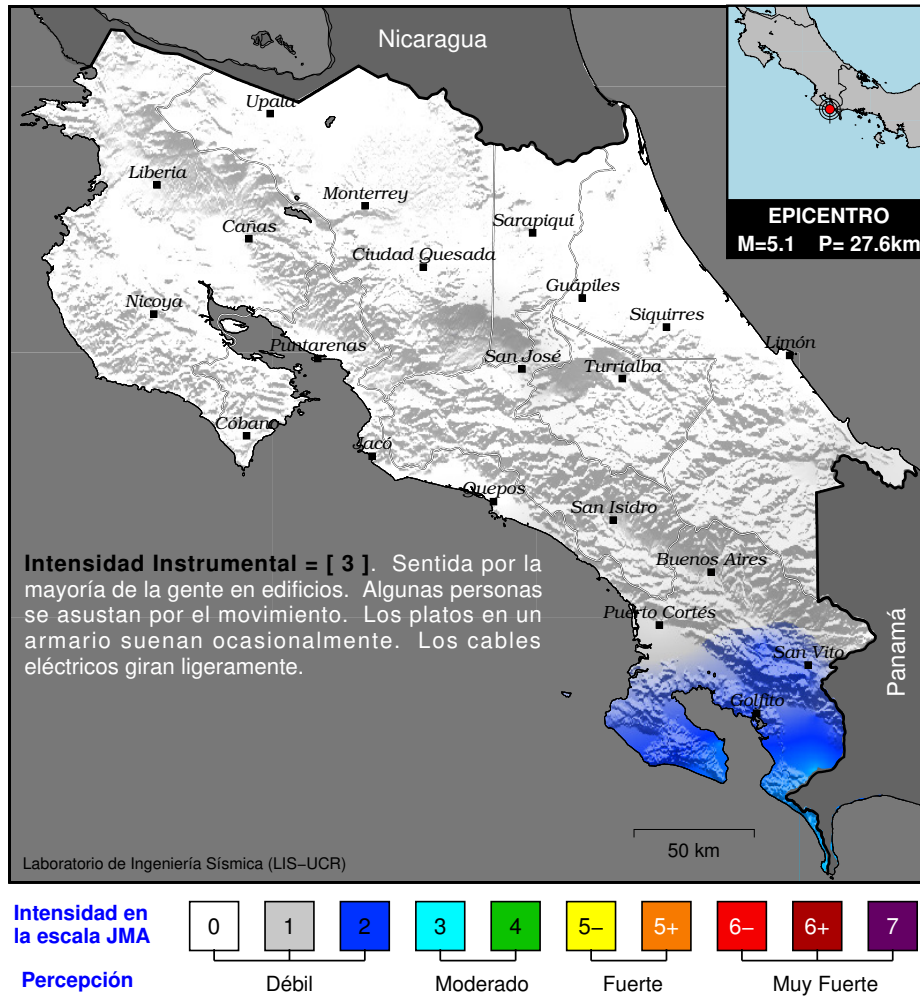 Nicaragua
Upala
Liberia
Monterrey
Cañas
Sarapiquí
Ciudad Quesada
Guápiles
Nicoya
Siquirres
Puntarenas
San José
Limón
Turrialba
Cóbano
Jacó
Quepos
San Isidro
Buenos Aires
Puerto Cortés
San Vito
Golfito
Panamá
EPICENTRO
M=5.1 P= 27.6km
Intensidad Instrumental = [ 3 ]. Sentida por la
mayoría de la gente en edificios. Algunas personas
se asustan por el movimiento. Los platos en un
armario suenan ocasionalmente. Los cables
eléctricos giran ligeramente.
50 km
Laboratorio de Ingeniería Sísmica (LIS−UCR)
Intensidad en
la escala JMA
0 1 2 3 4 5− 5+ 6− 6+ 7
Percepción
Débil Moderado Fuerte Muy Fuerte